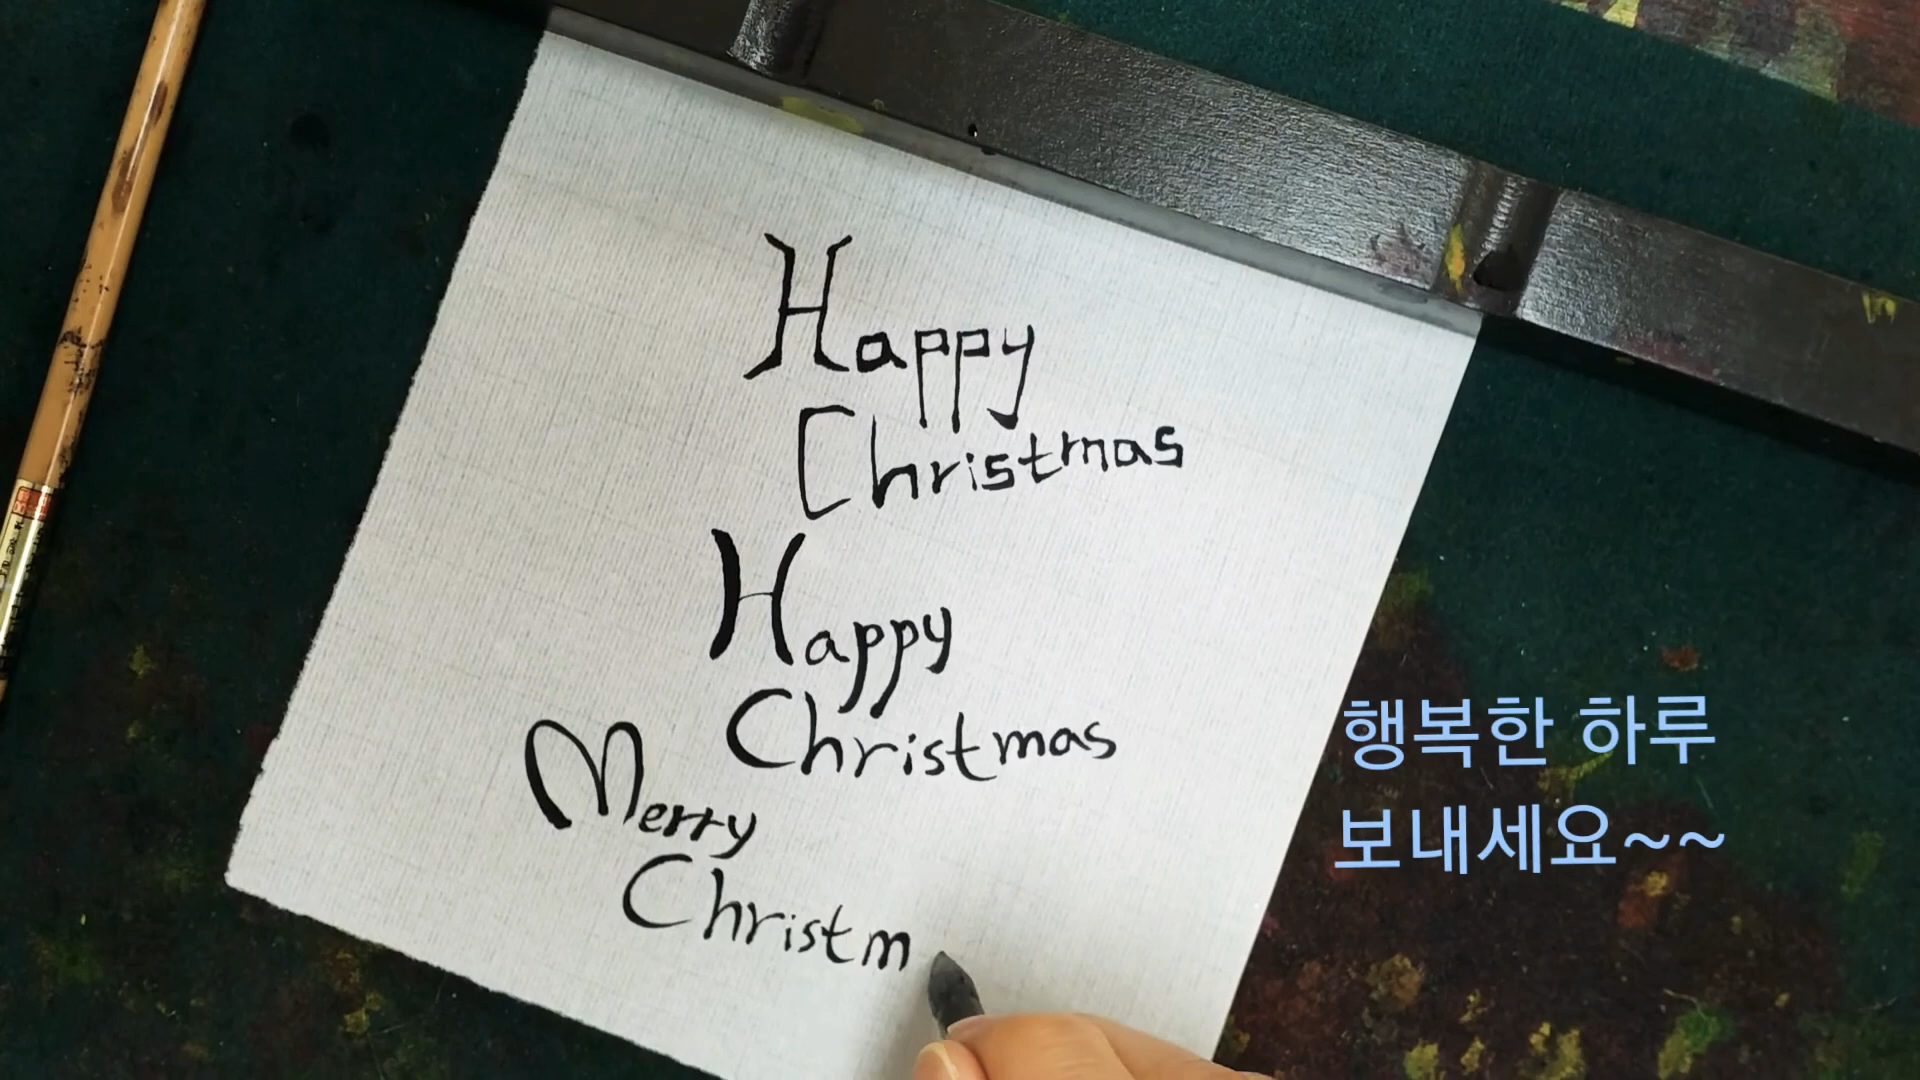 Happy
Christmas
Happy
Christmas
Merry
Christm
행복한 하루
보내세요~~